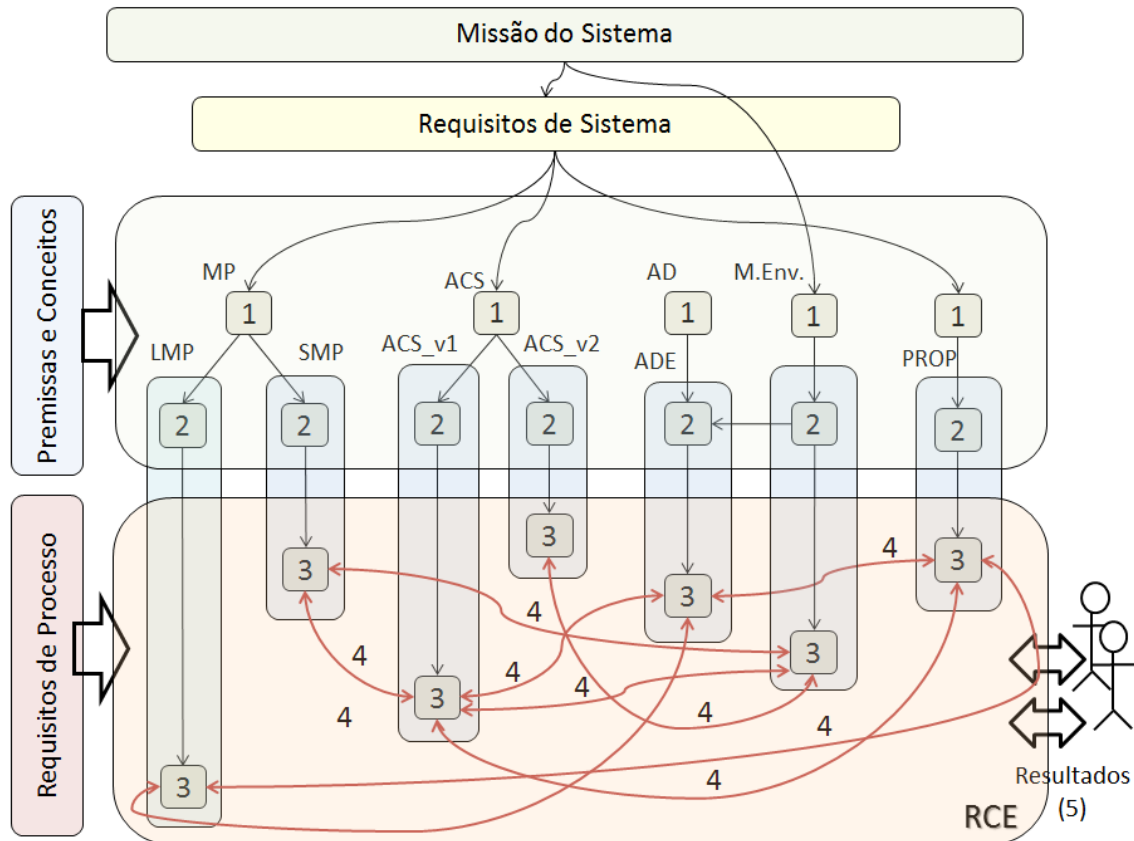 Missão do Sistema
Requisitos de Sistema
Premissas e Conceitos
MP
ACS
AD
M.Env.
1
1
1
1
1
LMP
SMP
ACS_v1
ACS_v2
ADE
PROP
2
2
2
2
2
2
2
Requisitos de Processo
3
3
3
3
3
3
3
4
4
4
4
4
4
4
4
4
RCE
Resultados
(5)